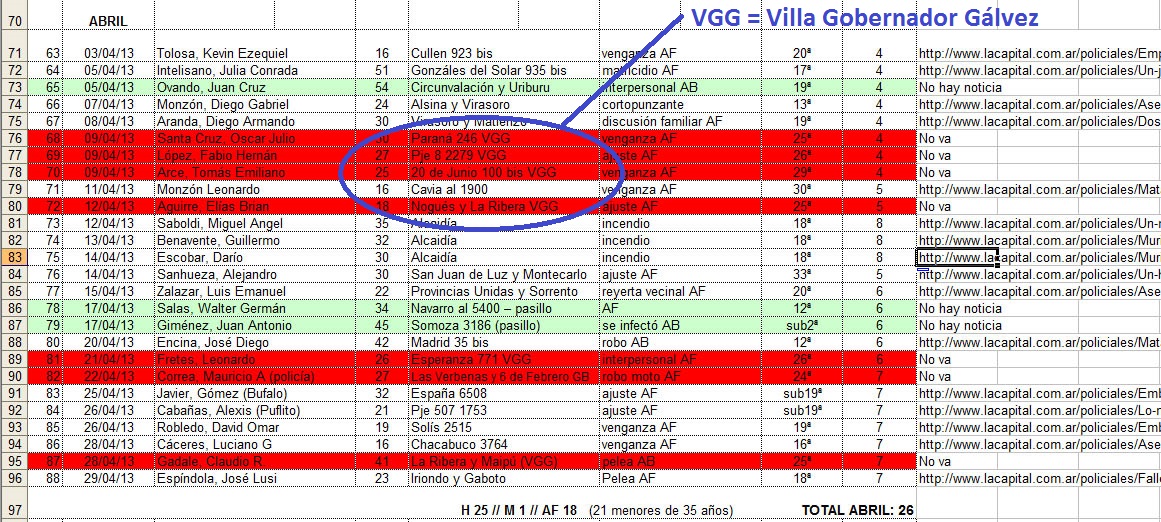 VGG = Villa Gobernador Gálvez
70 ABRIL
71 63 03/04/13 Tolosa, Kevin Ezequiel 16 Cullen 923 bis venganza AF 20ª 4 http://www.lacapital.com.ar/policiales/Emp
72 64 05/04/13 Intelisano, Julia Conrada 51 Gonzáles del Solar 935 bis matricidio AF 17ª 4 http://www.lacapital.com.ar/policiales/Un-j
73 65 05/04/13 Ovando, Juan Cruz 54 Circunvalación y Uriburu interpersonal AB 19ª 4 No hay noticia
74 66 07/04/13 Monzón, Diego Gabriel 24 Alsina y Virasoro cortopunzante 13ª 4 http://www.lacapital.com.ar/policiales/Ase
75 67 08/04/13 Aranda, Diego Armando 30 Virasoro y Matienzo discusión familiar AF 19ª 4 http://www.lacapital.com.ar/policiales/Dos
76 68 09/04/13 Santa Cruz, Oscar Julio 30 Paraná 246 VGG venganza AF 25ª 4 No va
77 69 09/04/13 López, Fabio Hernán 27 Pje 8 2279 VGG ajuste AF 26ª 4 No va
78 70 09/04/13 Arce, Tomás Emiliano 25 20 de Junio 100 bis VGG venganza AF 29ª 4 No va
79 71 11/04/13 Monzón Leonardo 16 Cavia al 1900 venganza AF 30ª 5 http://www.lacapital.com.ar/policiales/Mat
80 72 12/04/13 Aguirre, Elías Brian 18 Nogues y La Ribera VGG ajuste AF 25ª 5 No va
81 73 12/04/13 Saboldi, Miguel Angel 35 Alcaidía incendio 18ª 8 http://www.lacapital.com.ar/policiales/Un-r
82 74 13/04/13 Benavente, Guillermo 32 Alcaidía incendio 18ª 8 http://www.lacapital.com.ar/policiales/Muri
83 75 14/04/13 Escobar, Darío 30 Alcaidía incendio 18ª 8 http://www.lacapital.com.ar/policiales/Muri
84 76 14/04/13 Sanhueza, Alejandro 30 San Juan de Luz y Montecarlo ajuste AF 33ª 5 http://www.lacapital.com.ar/policiales/Un-h
85 77 15/04/13 Zalazar, Luis Emanuel 22 Provincias Unidas y Sorrento reyerta vecinal AF 20ª 6 http://www.lacapital.com.ar/policiales/Ase
86 78 17/04/13 Salas, Walter Germán 34 Navarro al 5400 – pasillo AF 12ª 6 No hay noticia
87 79 17/04/13 Giménez, Juan Antonio 45 Somoza 3186 (pasillo) se infectó AB sub2ª 6 No hay noticia
88 80 20/04/13 Encina, José Diego 42 Madrid 35 bis robo AB 12ª 6 http://www.lacapital.com.ar/policiales/Mat
89 81 21/04/13 Fretes, Leonardo 26 Esperanza 771 VGG interpersonal AF 26ª 6 No va
90 82 22/04/13 Correa, Mauricio A (policía) 27 Las Verbenas y 6 de Febrero GB robo moto AF 24ª 7 No va
91 83 25/04/13 Javier, Gómez (Bufalo) 32 España 6508 ajuste AF sub19ª 7 http://www.lacapital.com.ar/policiales/Emb
92 84 26/04/13 Cabañas, Alexis (Puflito) 21 Pje 507 1753 ajuste AF sub19ª 7 http://www.lacapital.com.ar/policiales/Lo-r
93 85 26/04/13 Robledo, David Omar 19 Solís 2515 venganza AF 19ª 7 http://www.lacapital.com.ar/policiales/Emb
94 86 28/04/13 Cáceres, Luciano G 16 Chacabuco 3764 venganza AF 16ª 7 http://www.lacapital.com.ar/policiales/Ase
95 87 28/04/13 Gadale, Claudio R 41 La Ribera y Maipú (VGG) pelea AB 25ª 7 No va
96 88 29/04/13 Espíndola, José Lusi 23 Iriondo y Gaboto Pelea AF 18ª 7 http://www.lacapital.com.ar/policiales/Falle
97 H 25 // M 1 // AF 18 (21 menores de 35 años) TOTAL ABRIL: 26